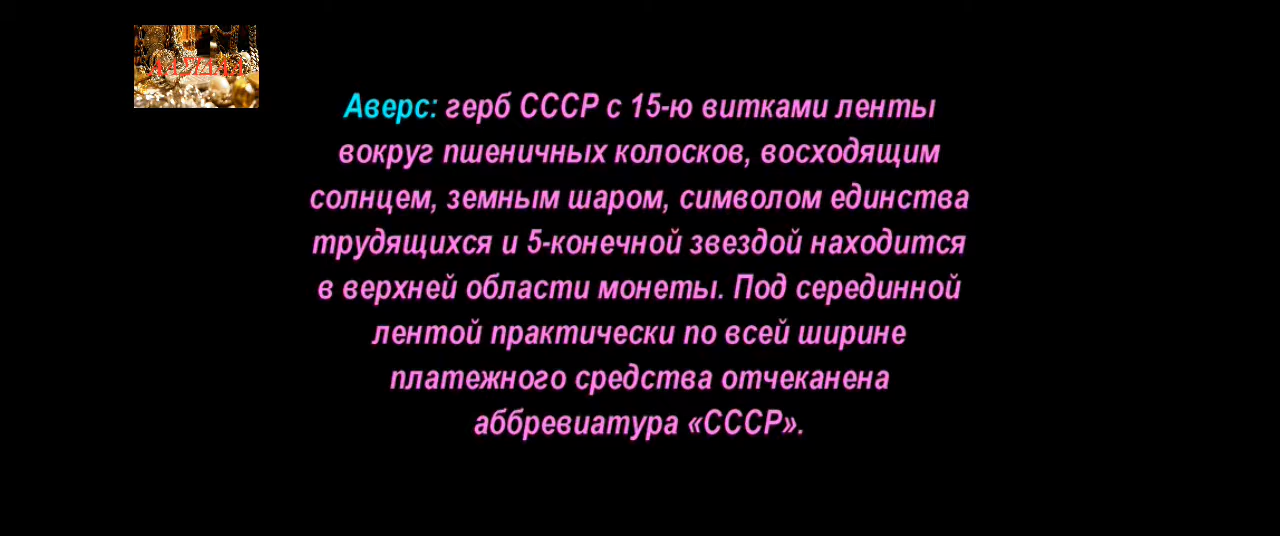 Аверс: герб СССР с 15-ю витками ленты
вокруг пшеничных колосков, восходящим
солнцем, земным шаром, символом единства
трудящихся и 5-конечной звездой находится
в верхней области монеты. Под серединной
лентой практически по всей ширине
платежного средства отчеканена
аббревиатура «СССР».